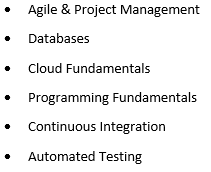 • Agile & Project Management
• Databases
• Cloud Fundamentals
• Programming Fundamentals
• Continuous Integration
• Automated Testing